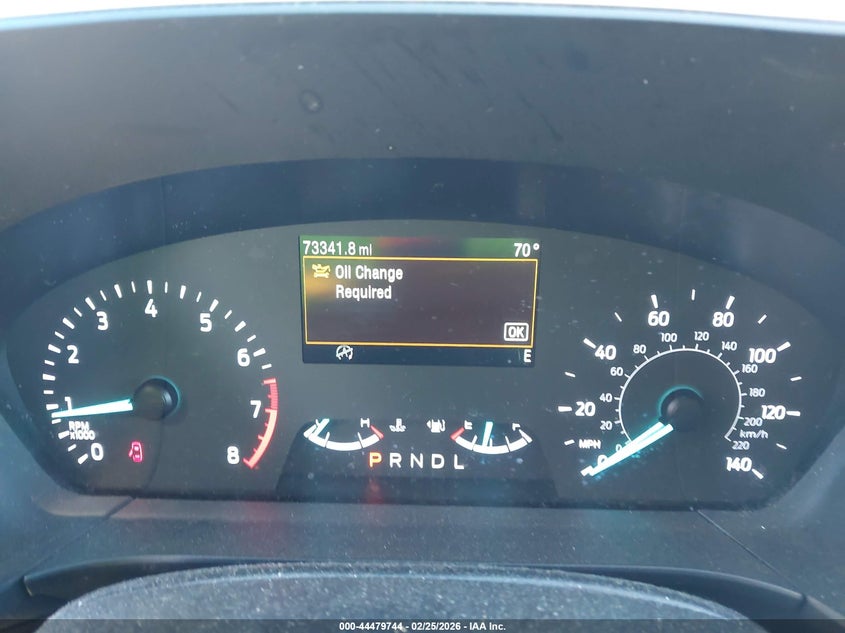 73341.8 mi 70°
Oil Change
Required
OK
E
0 1 2 3 4 5 6 7 8
RPM
x1000
H E F
P R N D L
0 20 40 60 80 100 120 140
MPH
0 20 40 60 80 100 120 140 160 180 200 220
km/h
000-44479744 - 02/25/2026 - IAA Inc.